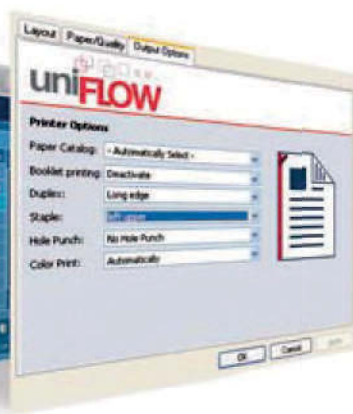 Layout Paper/Quality Output Options
uniFLOW
Printer Options
Paper Catalog: - Automatically Select -
Booklet printing: Deactivate
Duplex: Long edge
Staple: left upper
Hole Punch: No Hole Punch
Color Print: Automatically
OK Cancel